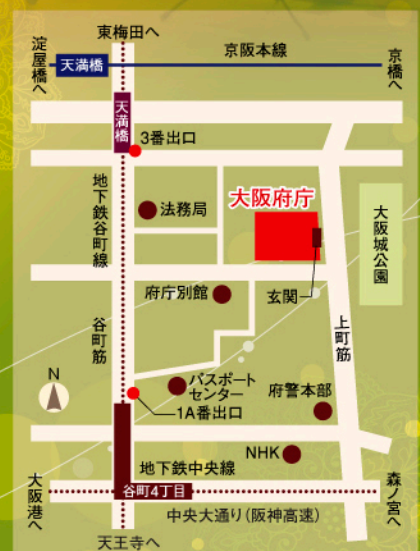 東梅田へ
淀屋橋へ
天満橋
京阪本線
京橋へ
天満橋
3番出口
地下鉄谷町線
法務局
大阪府庁
大阪城公園
府庁別館
玄関
谷町筋
上町筋
N
パスポート
センター
府警本部
1A番出口
NHK
地下鉄中央線
大阪港へ
谷町4丁目
森ノ宮へ
中央大通り(阪神高速)
天王寺へ